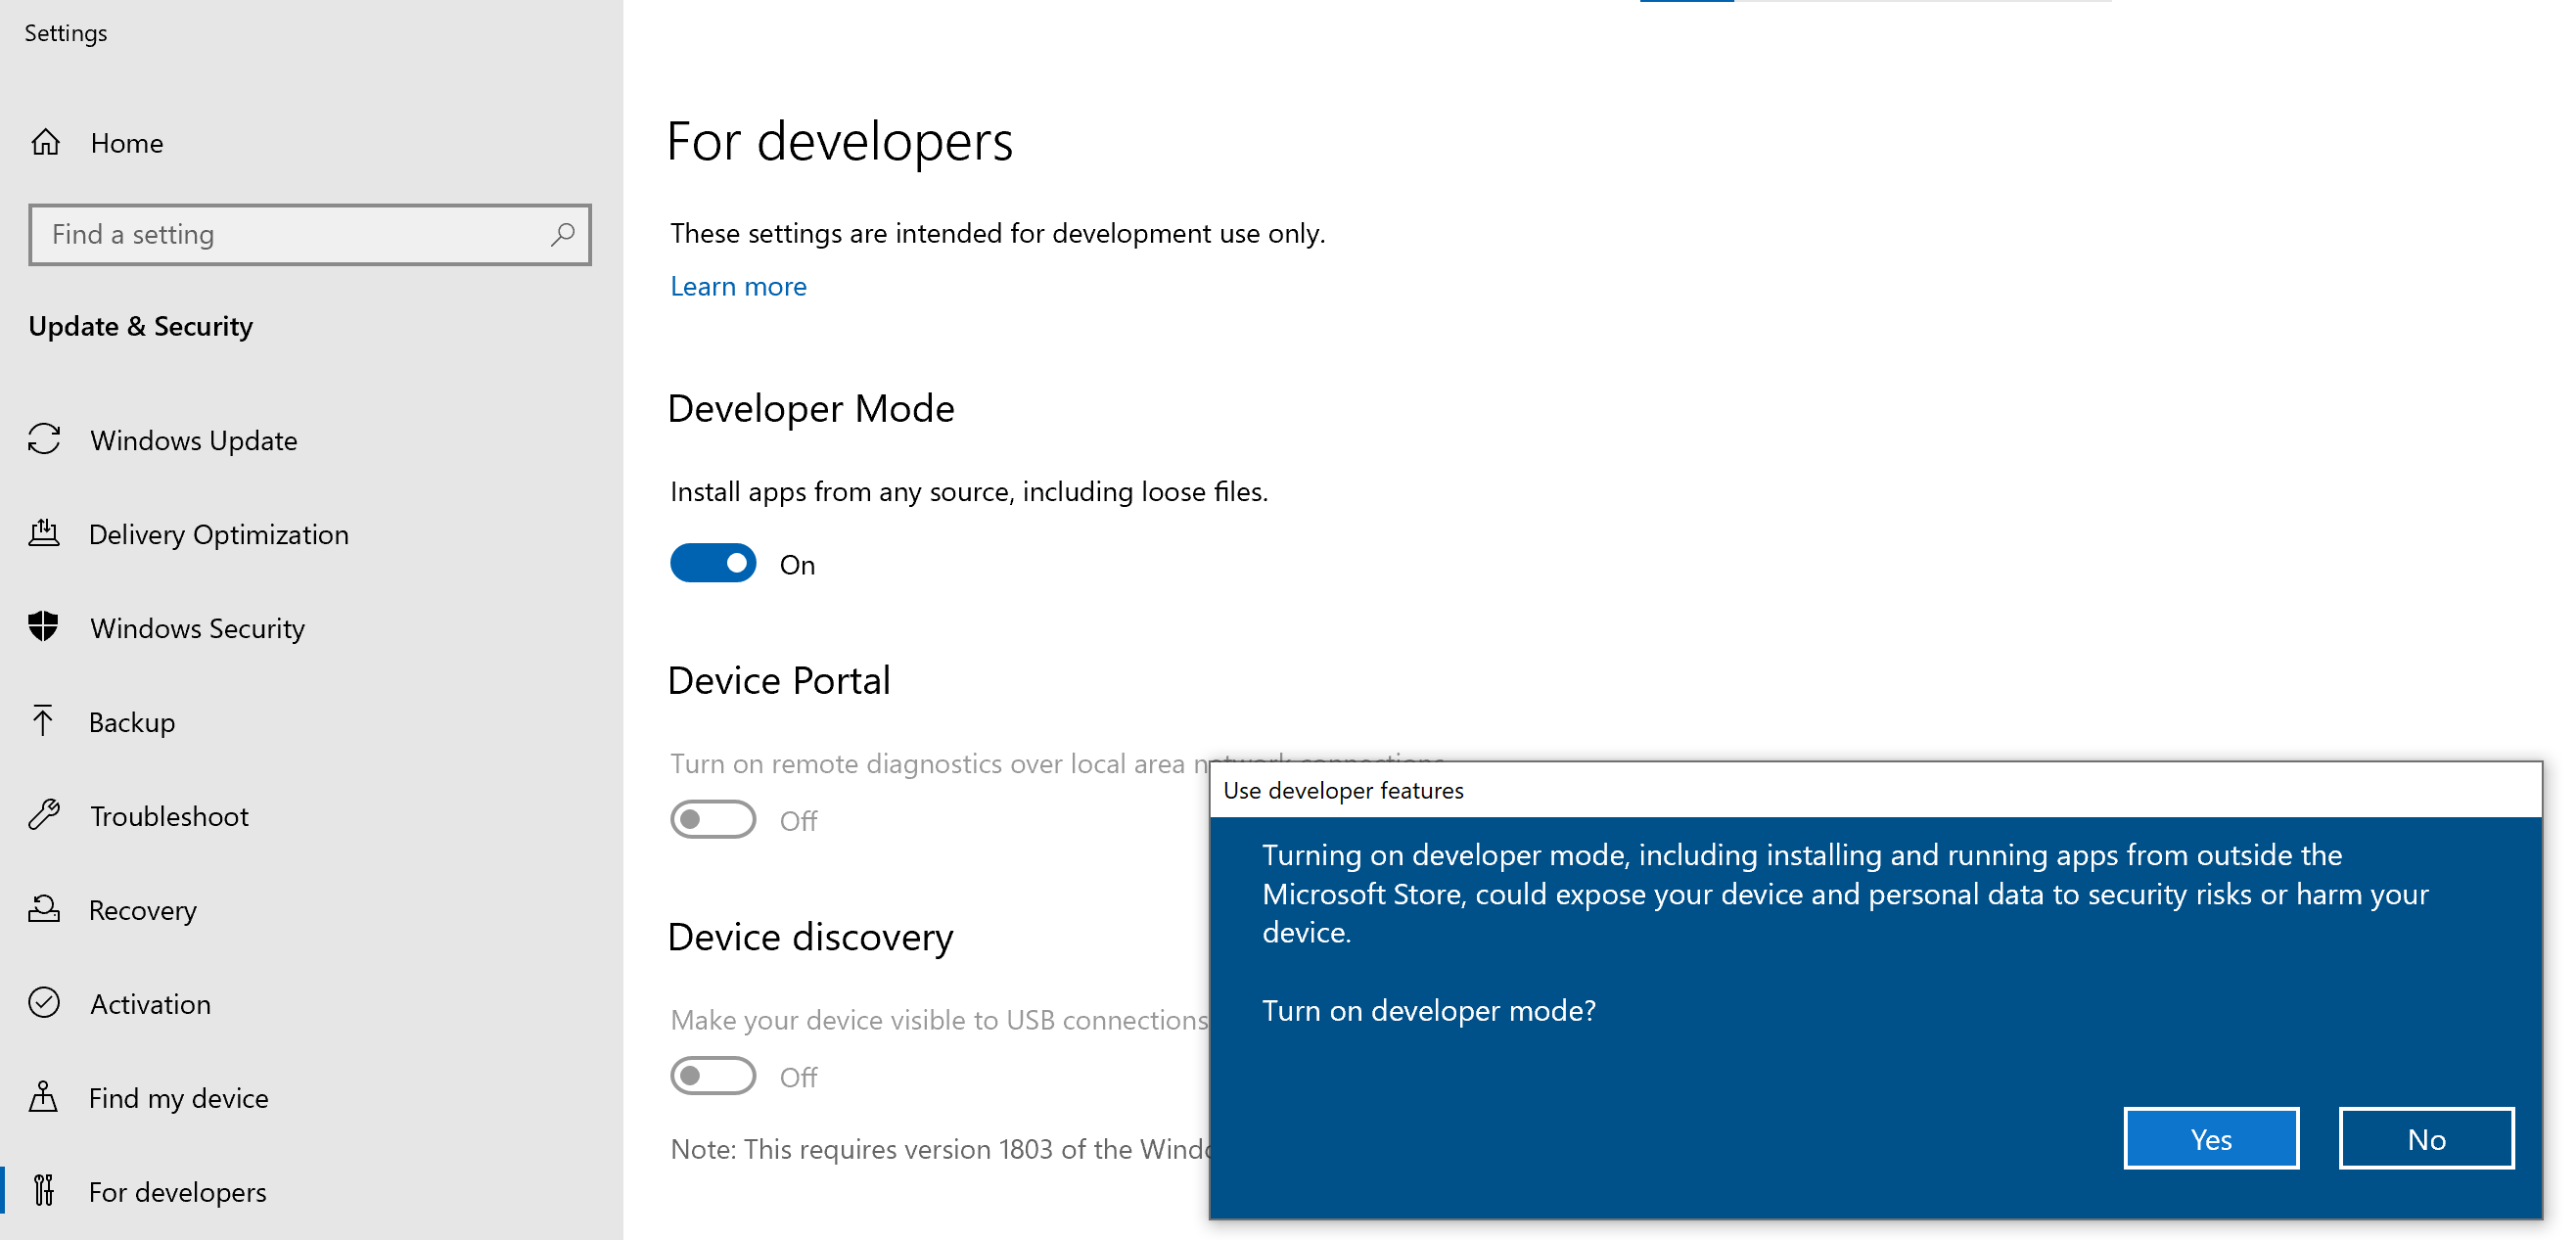 Settings
Home
Find a setting
Update & Security
Windows Update
Delivery Optimization
Windows Security
Backup
Troubleshoot
Recovery
Activation
Find my device
For developers
For developers
These settings are intended for development use only.
Learn more
Developer Mode
Install apps from any source, including loose files.
On
Device Portal
Turn on remote diagnostics over local area network connections.
Off
Device discovery
Make your device visible to USB connections
Off
Note: This requires version 1803 of the
Use developer features
Turning on developer mode, including installing and running apps from outside the
Microsoft Store, could expose your device and personal data to security risks or harm your
device.
Turn on developer mode?
Yes
No